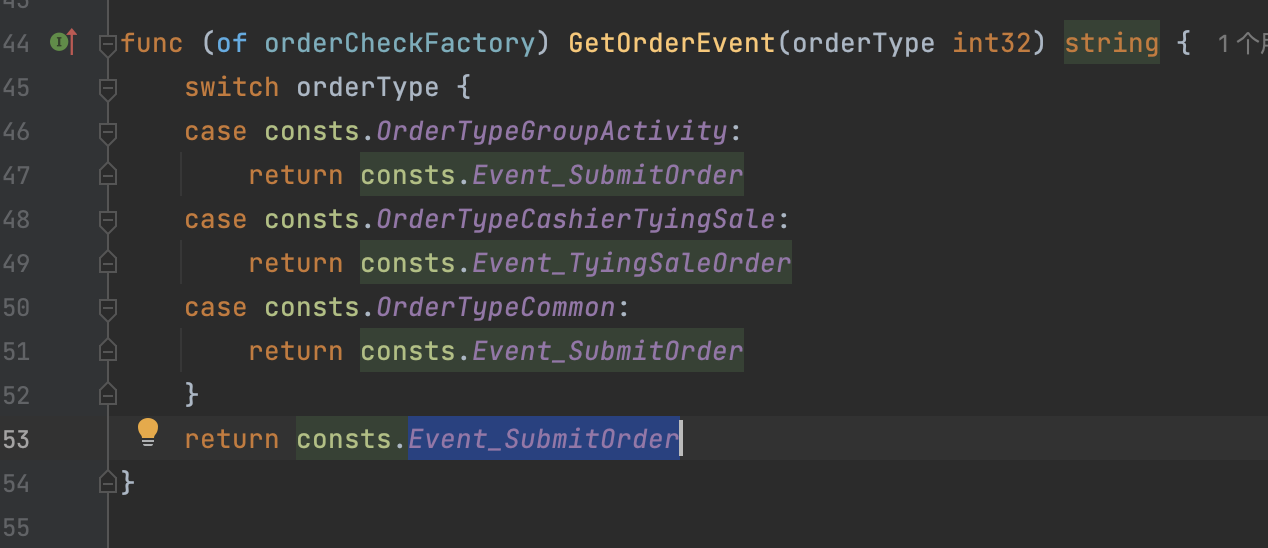 44 func (of orderCheckFactory) GetOrderEvent(orderType int32) string { 1 个
45 switch orderType {
46 case consts.OrderTypeGroupActivity:
47 return consts.Event_SubmitOrder
48 case consts.OrderTypeCashierTyingSale:
49 return consts.Event_TyingSaleOrder
50 case consts.OrderTypeCommon:
51 return consts.Event_SubmitOrder
52 }
53 return consts.Event_SubmitOrder
54 }
55